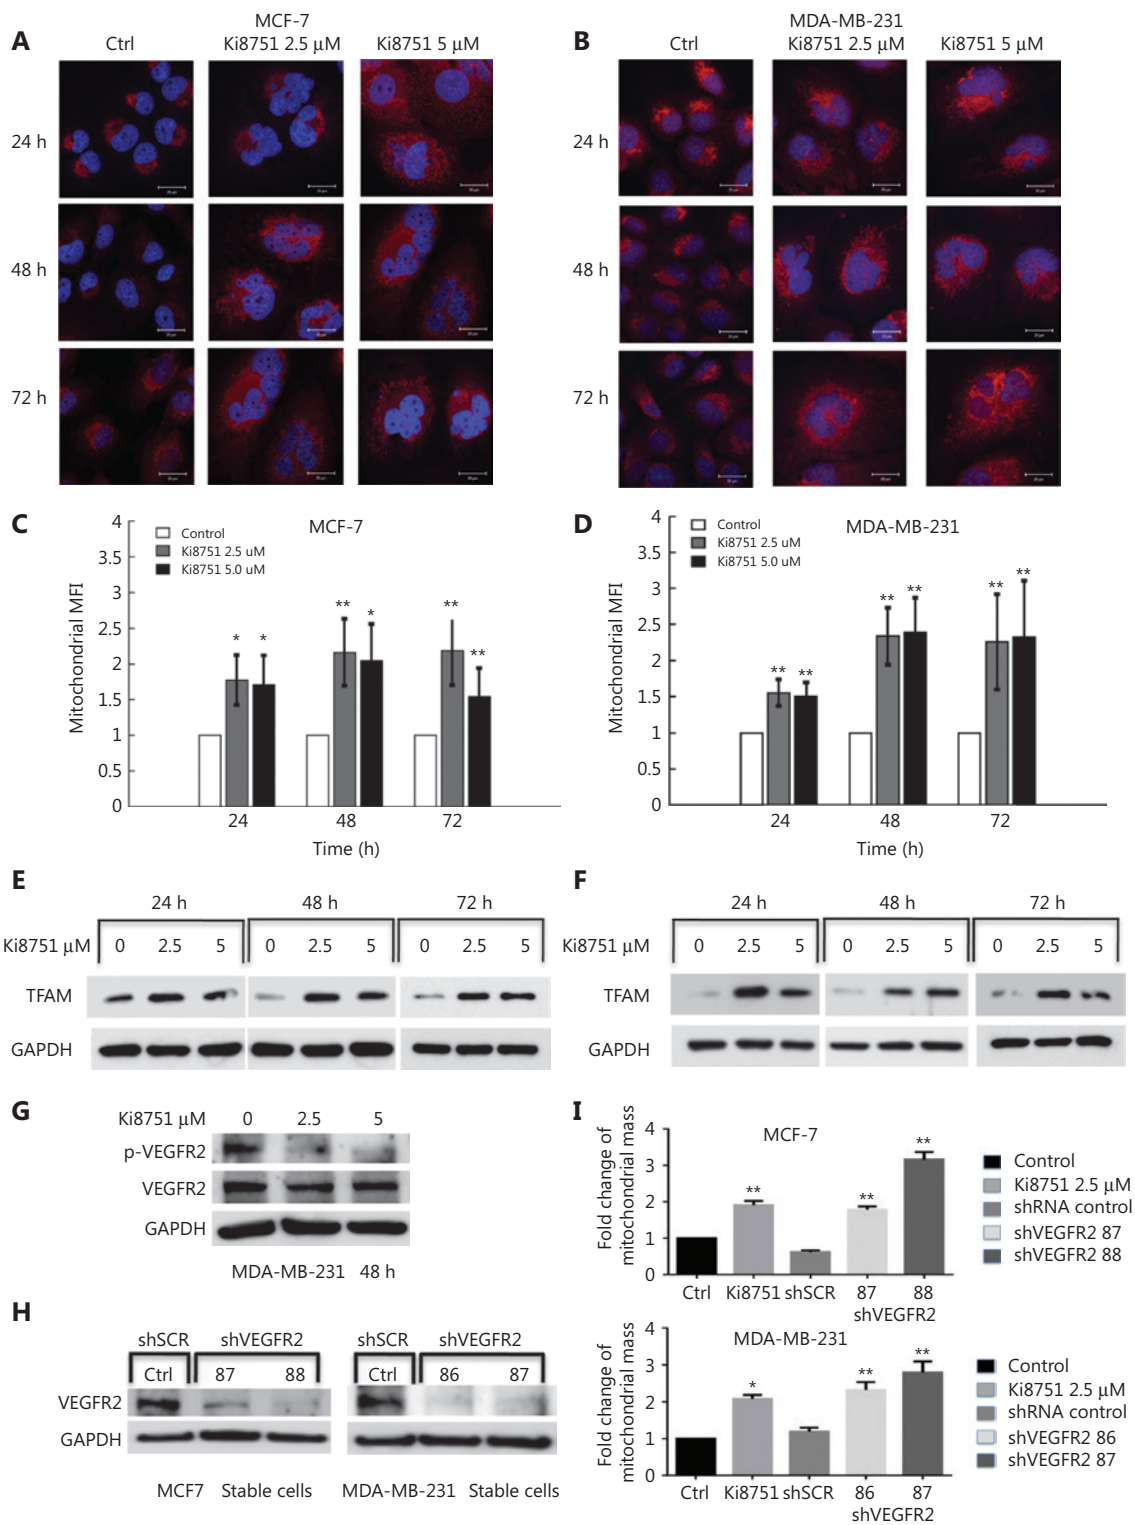 MCF-7
A
Ctrl
Ki8751 2.5 μM
Ki8751 5 μM
24 h
48 h
72 h
MDA-MB-231
B
Ctrl
Ki8751 2.5 μM
Ki8751 5 μM
24 h
48 h
72 h
C
MCF-7
Control
Ki8751 2.5 uM
Ki8751 5.0 uM
Mitochondrial MFI
4
3.5
3
2.5
2
1.5
1
0.5
0
* * ** * ** **
24 48 72
Time (h)
D
MDA-MB-231
Control
Ki8751 2.5 uM
Ki8751 5.0 uM
Mitochondrial MFI
4
3.5
3
2.5
2
1.5
1
0.5
0
** ** ** ** ** **
24 48 72
Time (h)
E
24 h 48 h 72 h
Ki8751 μM 0 2.5 5 0 2.5 5 0 2.5 5
TFAM
GAPDH
F
24 h 48 h 72 h
Ki8751 μM 0 2.5 5 0 2.5 5 0 2.5 5
TFAM
GAPDH
G
Ki8751 μM 0 2.5 5
p-VEGFR2
VEGFR2
GAPDH
MDA-MB-231 48 h
H
shSCR shVEGFR2 shSCR shVEGFR2
Ctrl 87 88 Ctrl 86 87
VEGFR2
GAPDH
MCF7 Stable cells MDA-MB-231 Stable cells
I
MCF-7
Fold change of
mitochondrial mass
4
3
2
1
0
** ** **
Ctrl Ki8751 shSCR 87 88
shVEGFR2
Control
Ki8751 2.5 μM
shRNA control
shVEGFR2 87
shVEGFR2 88
MDA-MB-231
Fold change of
mitochondrial mass
4
3
2
1
0
* ** **
Ctrl Ki8751 shSCR 86 87
shVEGFR2
Control
Ki8751 2.5 μM
shRNA control
shVEGFR2 86
shVEGFR2 87